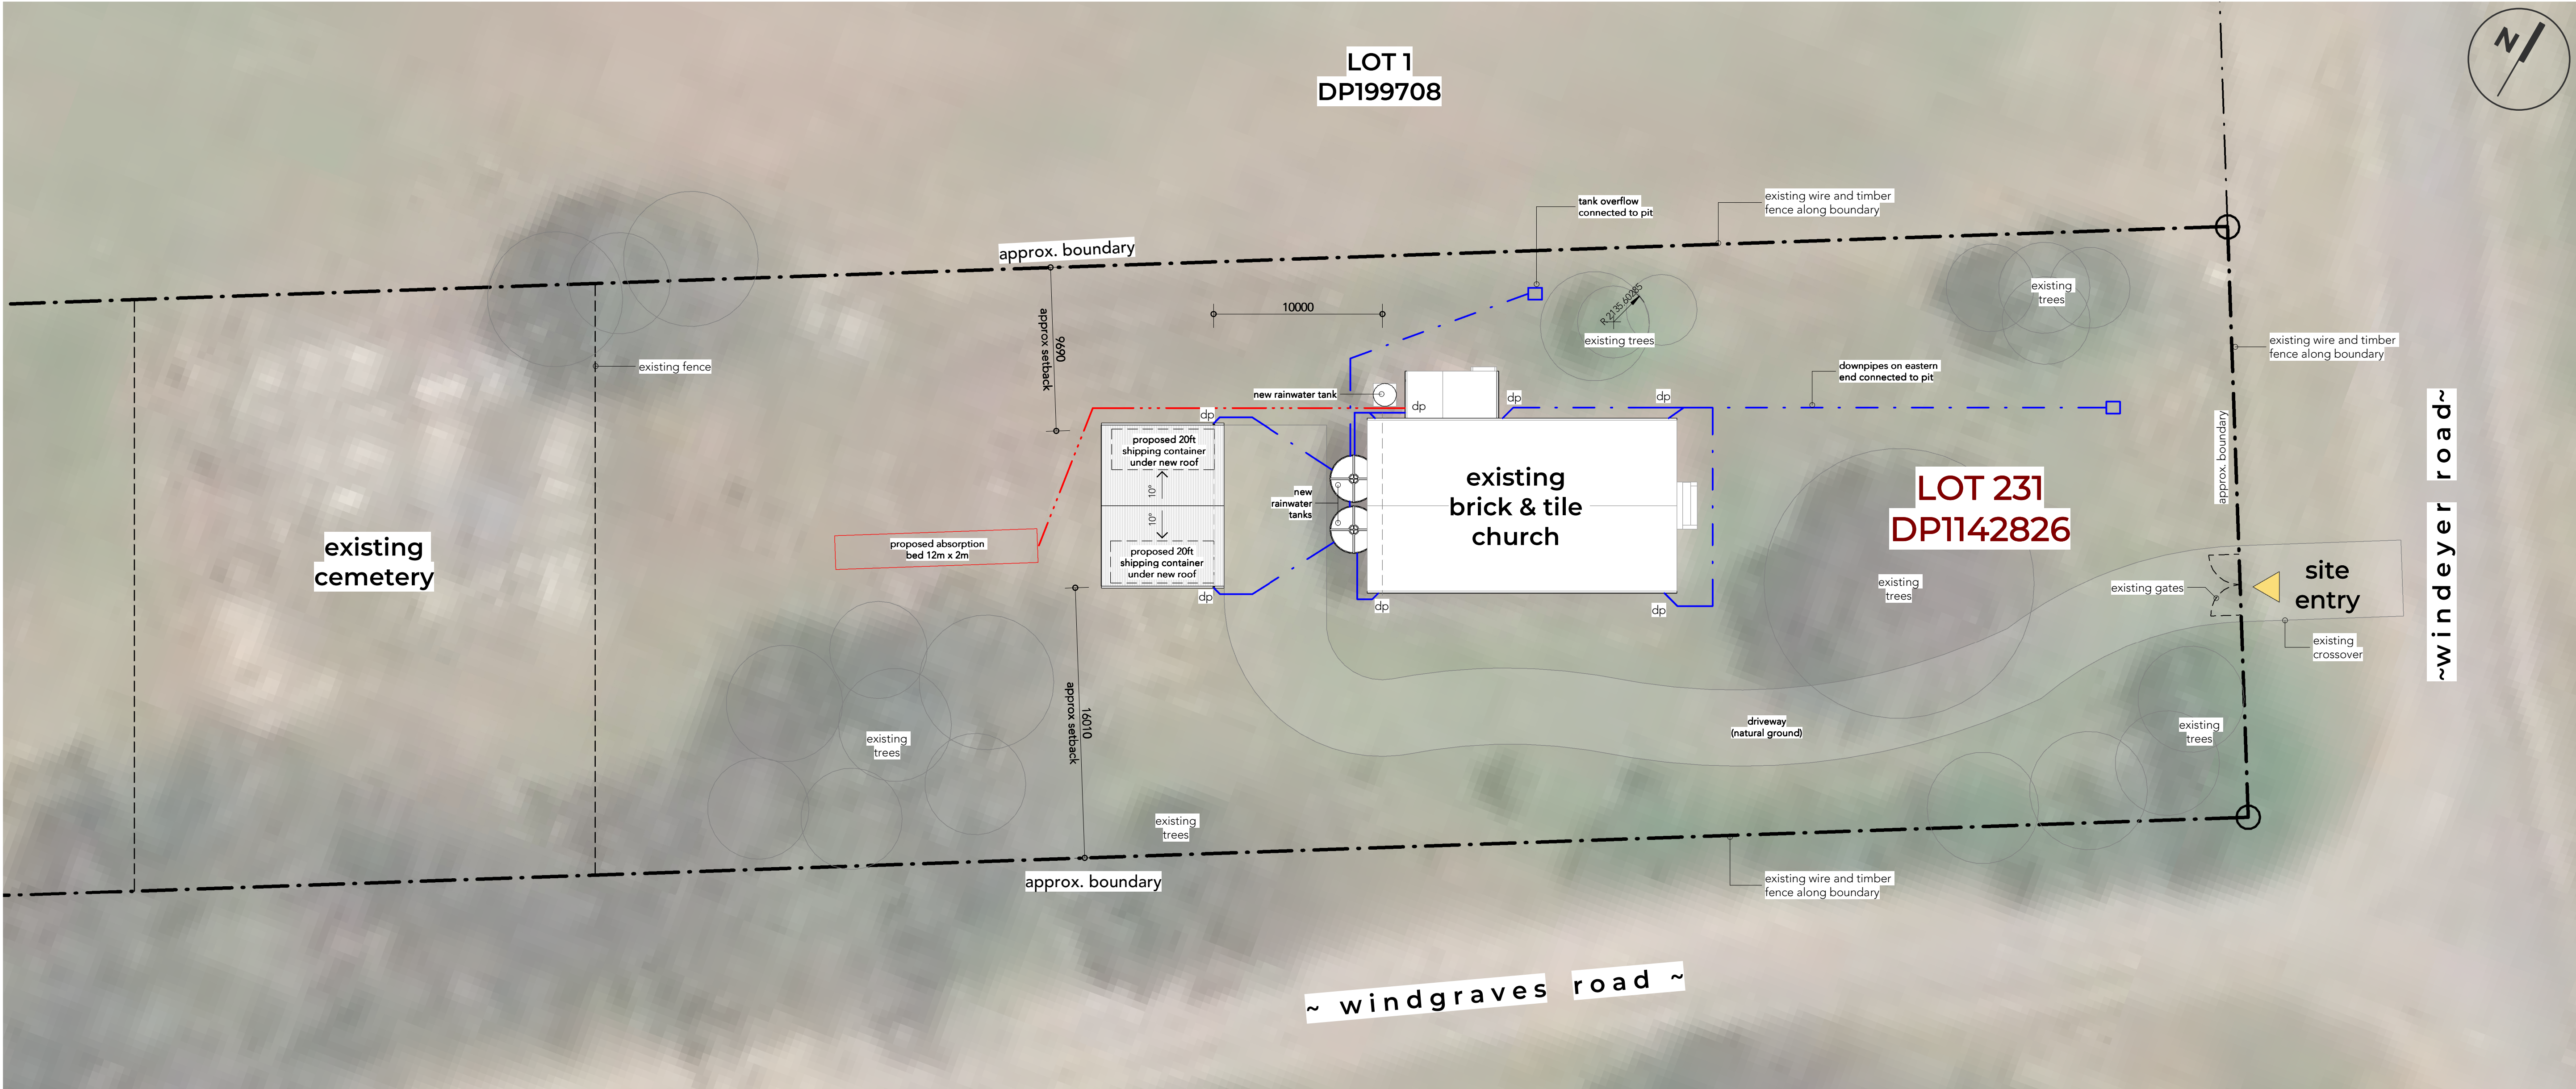 N
LOT 1
DP199708
tank overflow
connected to pit
existing wire and timber
fence along boundary
approx. boundary
existing
trees
R 2135.60285
existing trees
10000
9690
approx setback
existing fence
existing wire and timber
fence along boundary
downpipes on eastern
end connected to pit
new rainwater tank
dp
dp
dp
dp
approx. boundary
~windeyer road~
proposed 20ft
shipping container
under new roof
10°
10°
proposed 20ft
shipping container
under new roof
new
rainwater
tanks
existing
brick & tile
church
LOT 231
DP1142826
existing
cemetery
proposed absorption
bed 12m x 2m
existing
trees
existing gates
site
entry
dp
dp
dp
existing
crossover
16010
approx setback
existing
trees
driveway
(natural ground)
existing
trees
existing
trees
approx. boundary
existing wire and timber
fence along boundary
~ windgraves road ~